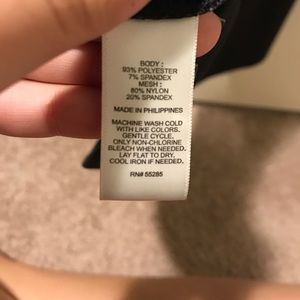 BODY :
93% POLYESTER
7% SPANDEX
MESH :
80% NYLON
20% SPANDEX
MADE IN PHILIPPINES
MACHINE WASH COLD
WITH LIKE COLORS.
GENTLE CYCLE.
ONLY NON-CHLORINE
BLEACH WHEN NEEDED.
LAY FLAT TO DRY.
COOL IRON IF NEEDED.
RN# 55285